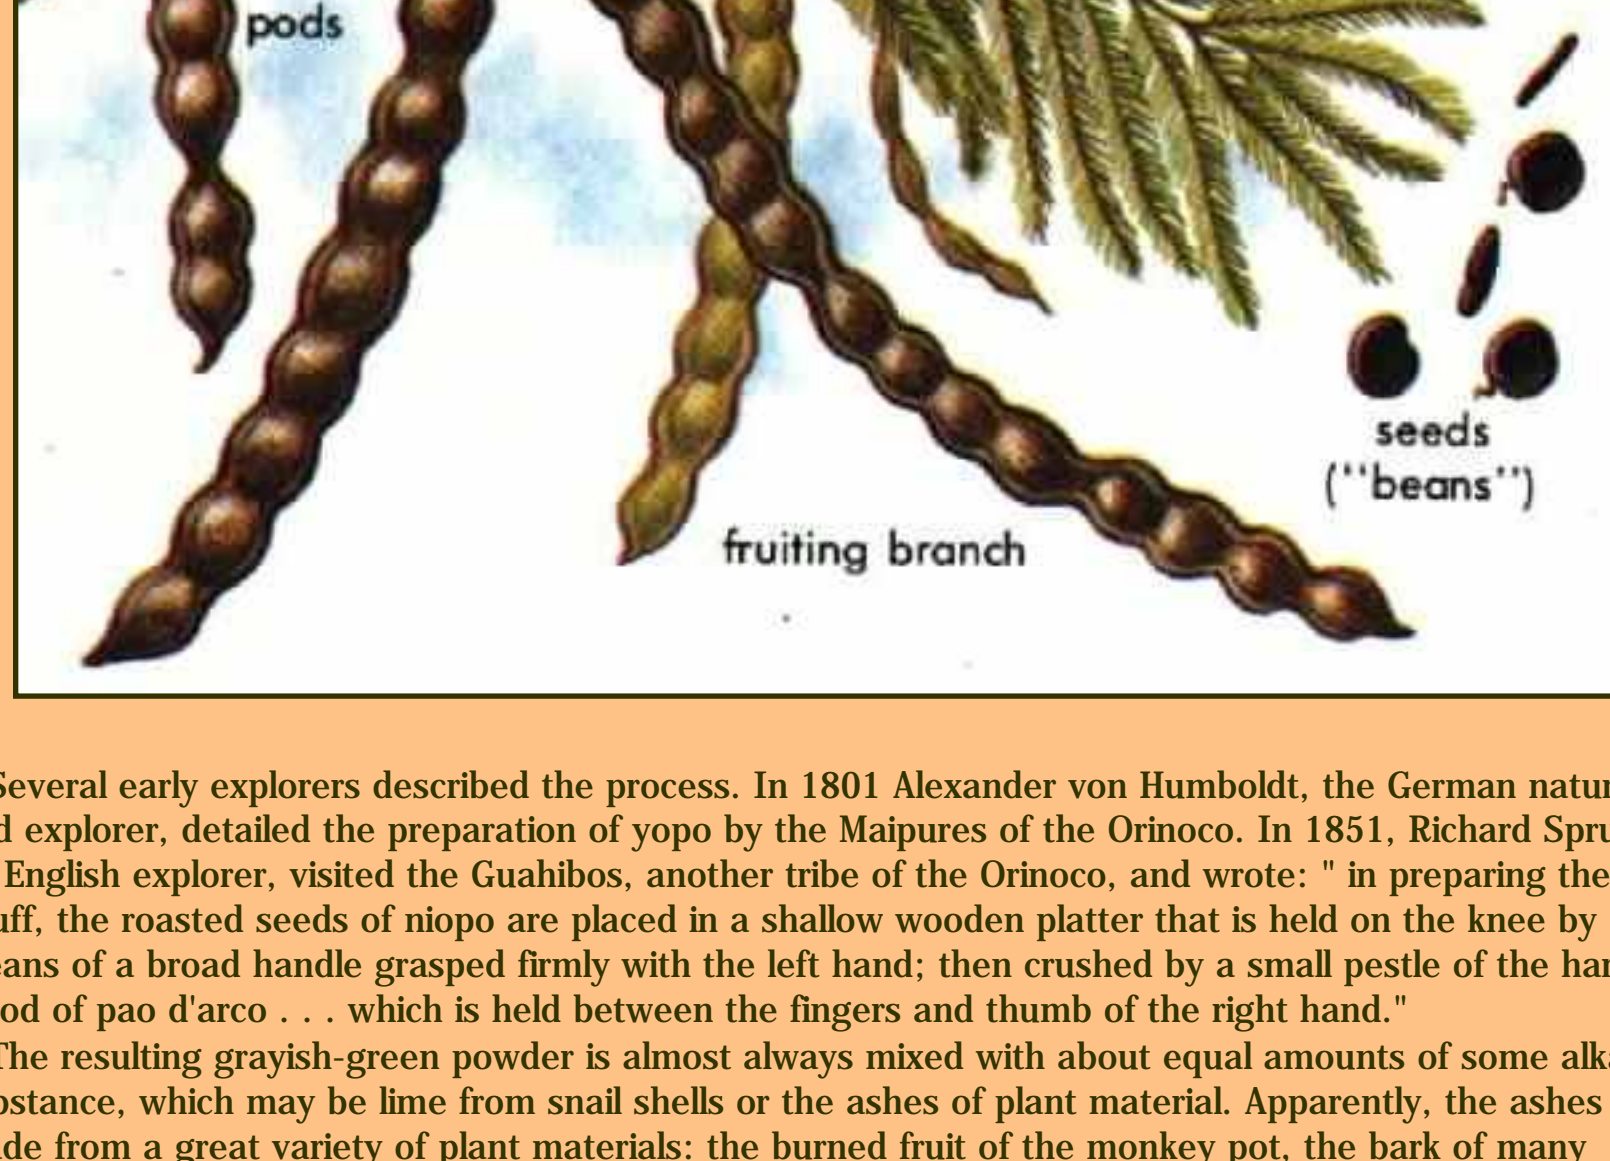 pods
seeds
(''beans'')
fruiting branch
Several early explorers described the process. In 1801 Alexander von Humboldt, the German
explorer, detailed the preparation of yopo by the Maipures of the Orinoco. In 1851, Richard
English explorer, visited the Guahibos, another tribe of the Orinoco, and wrote: " in preparing the
the roasted seeds of niopo are placed in a shallow wooden platter that is held on the knee by
of a broad handle grasped firmly with the left hand; then crushed by a small pestle of the
of pao d'arco . . . which is held between the fingers and thumb of the right hand."
The resulting grayish-green powder is almost always mixed with about equal amounts of some
which may be lime from snail shells or the ashes of plant material. Apparently, the ashes
from a great variety of plant materials: the burned fruit of the monkey pot, the bark of many